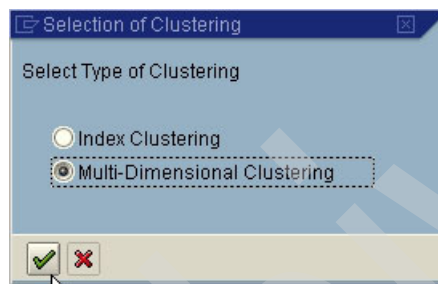 Selection of Clustering
Select Type of Clustering
Index Clustering
Multi-Dimensional Clustering